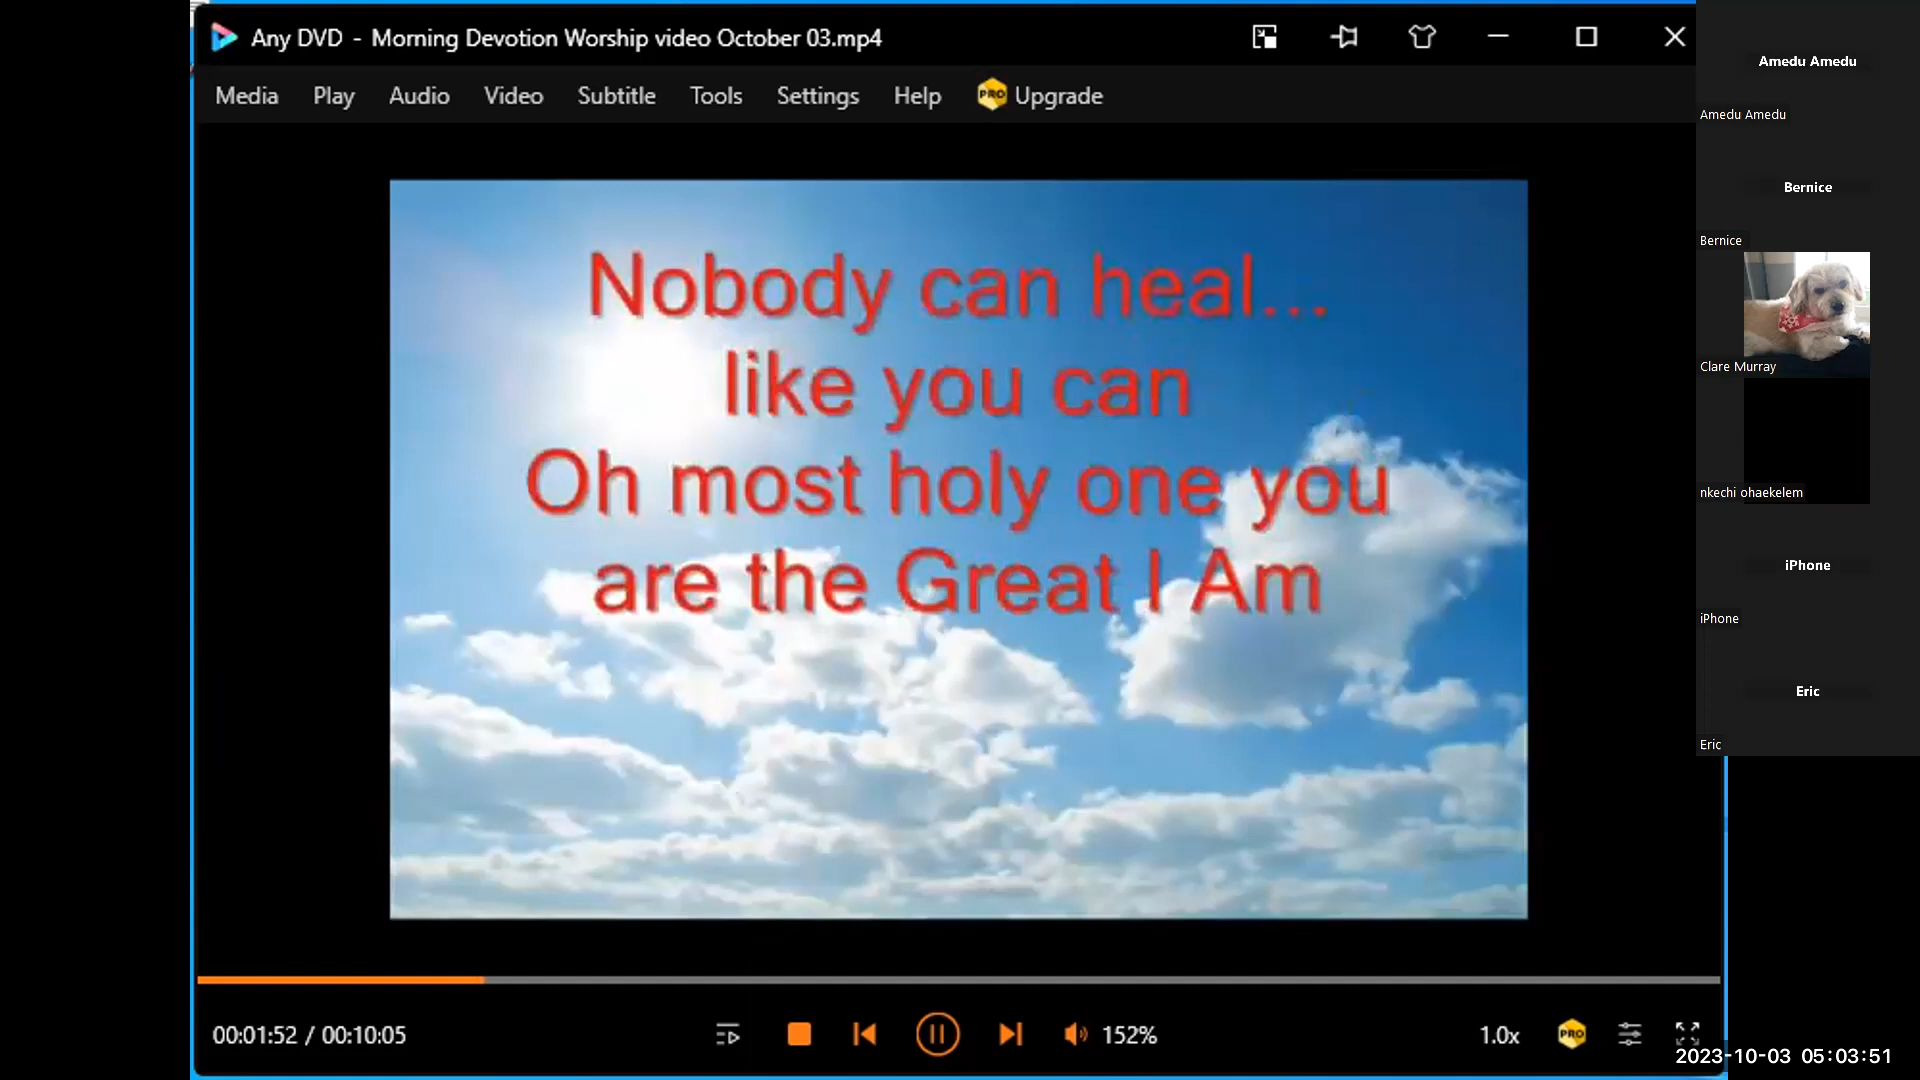 Any DVD - Morning Devotion Worship video October 03.mp4
Media Play Audio Video Subtitle Tools Settings Help PRO Upgrade
Nobody can heal...
like you can
Oh most holy one you
are the Great I Am
00:01:52 / 00:10:05
152%
1.0x
PRO
Amedu Amedu
Amedu Amedu
Bernice
Bernice
Clare Murray
nkechi ohaekelem
iPhone
iPhone
Eric
Eric
2023-10-03 05:03:51